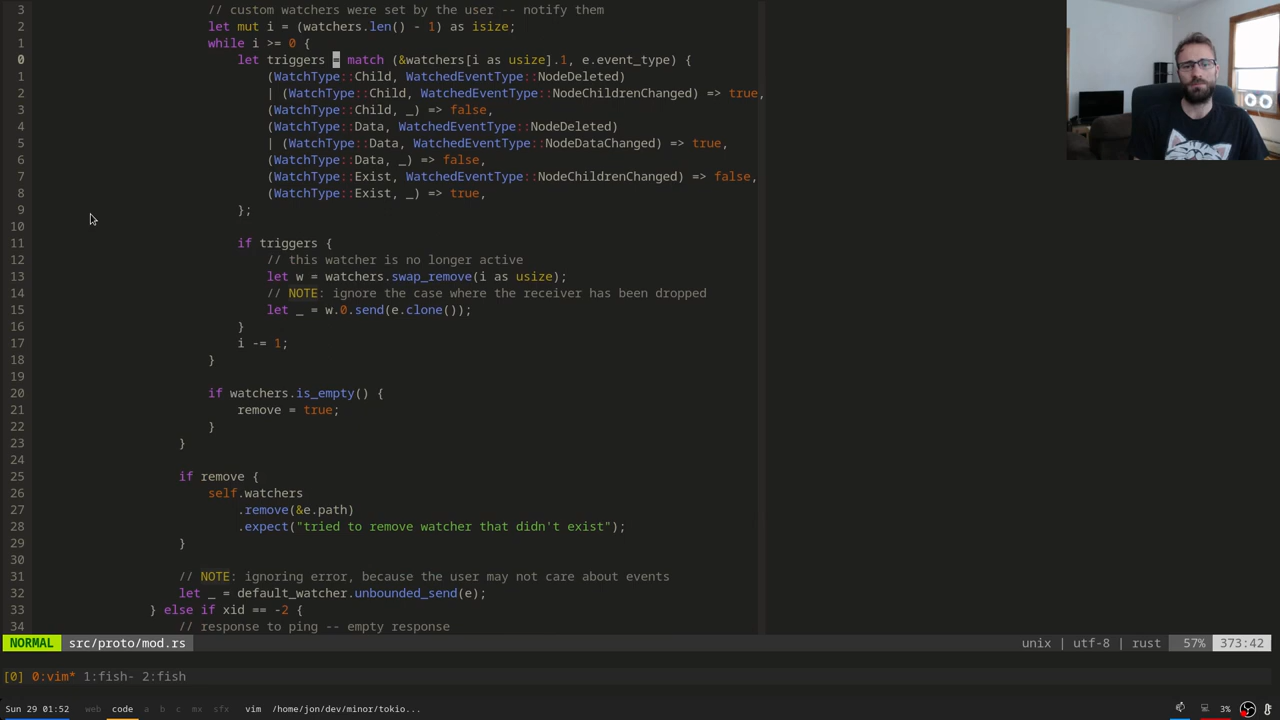 3 // custom watchers were set by the user -- notify them
2 let mut i = (watchers.len() - 1) as isize;
1 while i >= 0 {
0 let triggers = match (&watchers[i as usize].1, e.event_type) {
1 (WatchType::Child, WatchedEventType::NodeDeleted)
2 | (WatchType::Child, WatchedEventType::NodeChildrenChanged) => true,
3 (WatchType::Child, _) => false,
4 (WatchType::Data, WatchedEventType::NodeDeleted)
5 | (WatchType::Data, WatchedEventType::NodeDataChanged) => true,
6 (WatchType::Data, _) => false,
7 (WatchType::Exist, WatchedEventType::NodeChildrenChanged) => false,
8 (WatchType::Exist, _) => true,
9 };
10
11 if triggers {
12 // this watcher is no longer active
13 let w = watchers.swap_remove(i as usize);
14 // NOTE: ignore the case where the receiver has been dropped
15 let _ = w.0.send(e.clone());
16 }
17 i -= 1;
18 }
19
20 if watchers.is_empty() {
21 remove = true;
22 }
23 }
24
25 if remove {
26 self.watchers
27 .remove(&e.path)
28 .expect("tried to remove watcher that didn't exist");
29 }
30
31 // NOTE: ignoring error, because the user may not care about events
32 let _ = default_watcher.unbounded_send(e);
33 } else if xid == -2 {
34 // response to ping -- empty response
NORMAL src/proto/mod.rs unix | utf-8 | rust 57% 373:42
[0] 0:vim* 1:fish- 2:fish
Sun 29 01:52 web code a b c mx sfx vim /home/jon/dev/minor/tokio... 3%